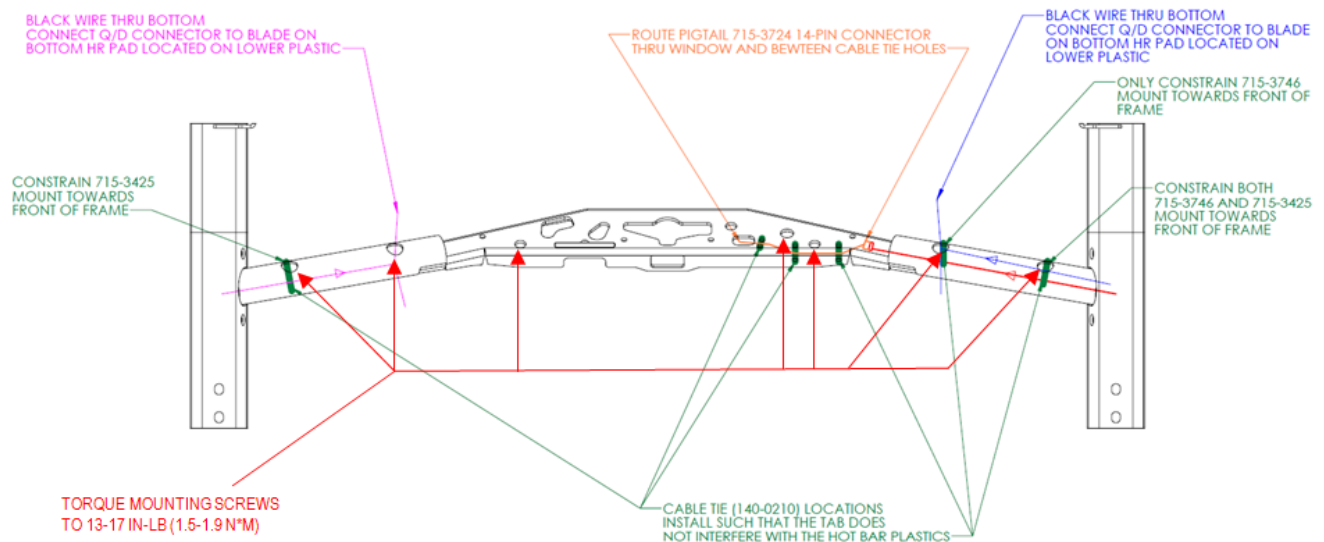 BLACK WIRE THRU BOTTOM
CONNECT Q/D CONNECTOR TO BLADE ON
BOTTOM HR PAD LOCATED ON LOWER PLASTIC
ROUTE PIGTAIL 715-3724 14-PIN CONNECTOR
THRU WINDOW AND BEWTEEN CABLE TIE HOLES
BLACK WIRE THRU BOTTOM
CONNECT Q/D CONNECTOR TO BLADE
ON BOTTOM HR PAD LOCATED ON
LOWER PLASTIC
ONLY CONSTRAIN 715-3746
MOUNT TOWARDS FRONT OF
FRAME
CONSTRAIN 715-3425
MOUNT TOWARDS
FRONT OF FRAME
CONSTRAIN BOTH
715-3746 AND 715-3425
MOUNT TOWARDS
FRONT OF FRAME
TORQUE MOUNTING SCREWS
TO 13-17 IN-LB (1.5-1.9 N*M)
CABLE TIE (140-0210) LOCATIONS
INSTALL SUCH THAT THE TAB DOES
NOT INTERFERE WITH THE HOT BAR PLASTICS